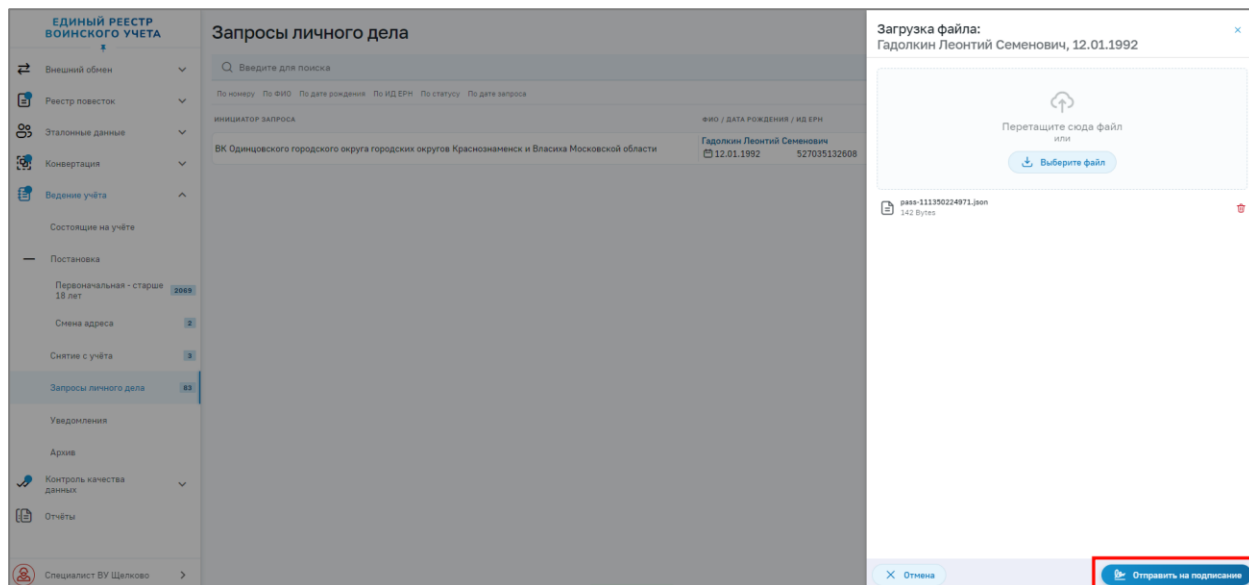 ЕДИНЫЙ РЕЕСТР
ВОИНСКОГО УЧЕТА
Внешний обмен
Реестр повесток
Эталонные данные
Конвертация
Ведение учёта
Состоящие на учёте
Постановка
Первоначальная - старше
18 лет
2069
Смена адреса
2
Снятие с учёта
3
Запросы личного дела
83
Уведомления
Архив
Контроль качества
данных
Отчёты
Специалист ВУ Щелково
Запросы личного дела
Введите для поиска
По номеру По ФИО По дате рождения По ИД ЕРН По статусу По дате запроса
ИНИЦИАТОР ЗАПРОСА
ФИО / ДАТА РОЖДЕНИЯ / ИД ЕРН
ВК Одинцовского городского округа городских округов Краснознаменск и Власиха Московской области
Гадолкин Леонтий Семенович
12.01.1992 527035132608
Загрузка файла:
Гадолкин Леонтий Семенович, 12.01.1992
Перетащите сюда файл
или
Выберите файл
pass-111350224971.json
142 Bytes
Отмена
Отправить на подписание